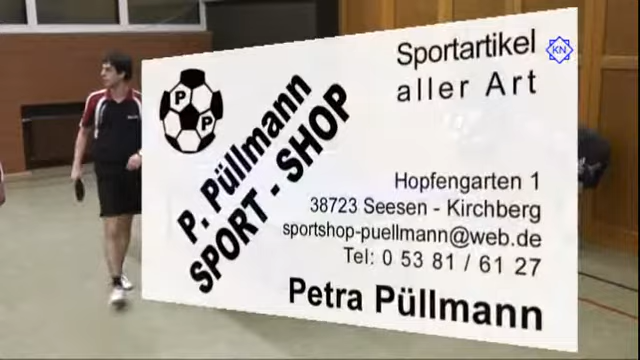 Sportartikel
aller Art
KN
P P
P. Püllmann
SPORT - SHOP
Hopfengarten 1
38723 Seesen - Kirchberg
sportshop-puellmann@web.de
Tel: 0 53 81 / 61 27
Petra Püllmann